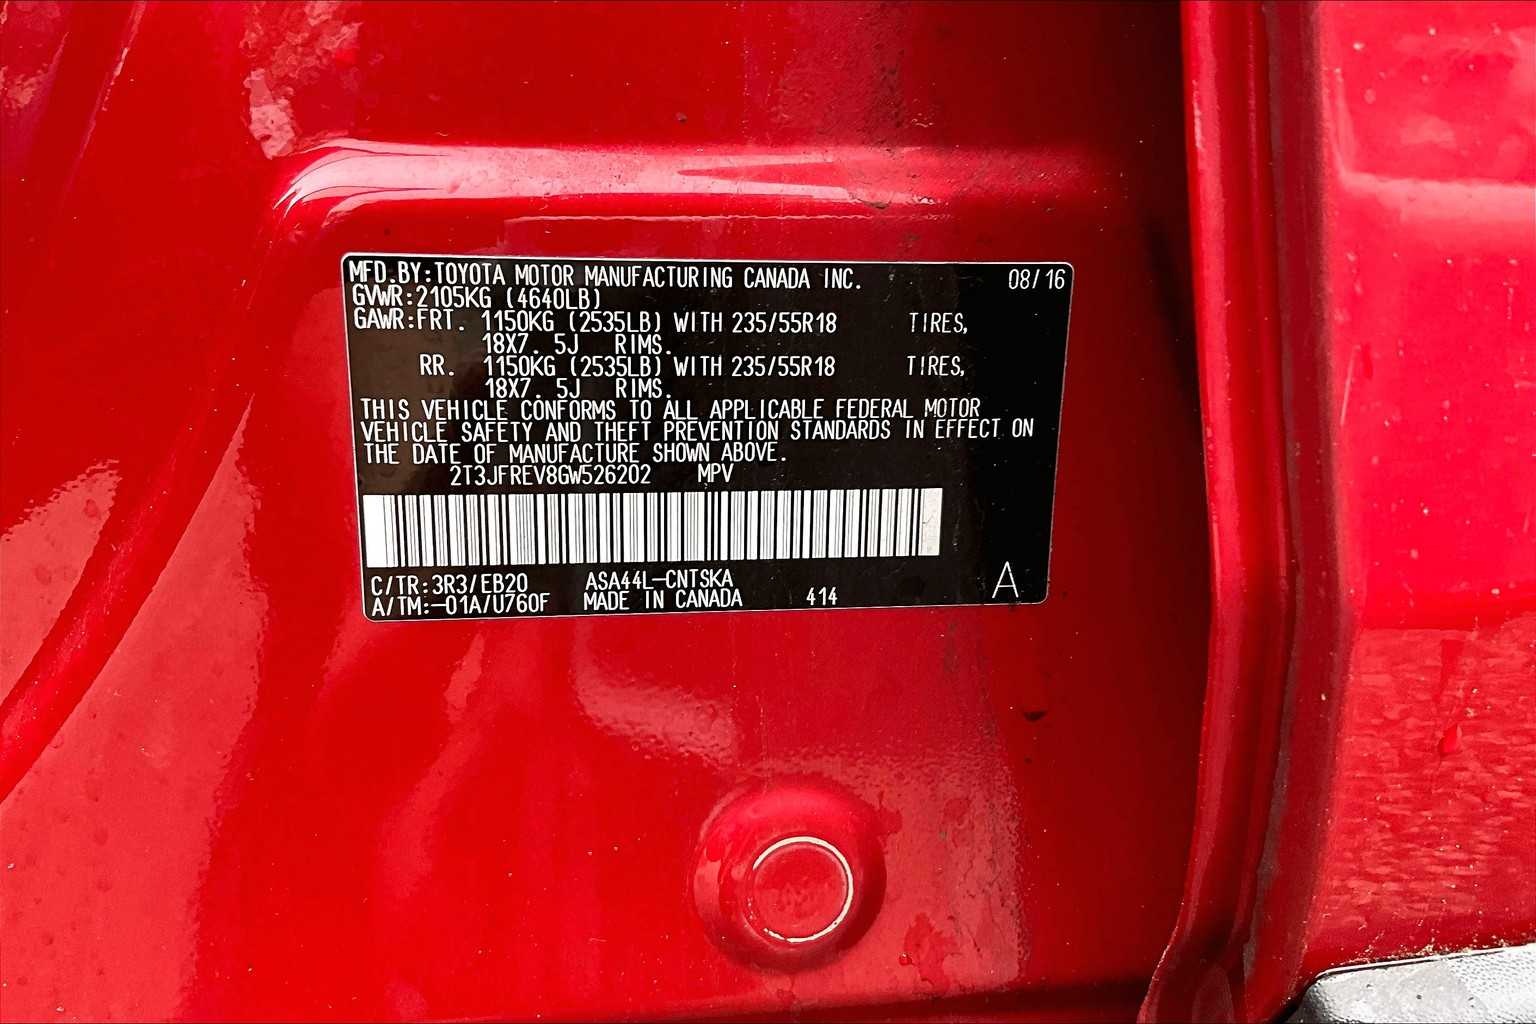 MFD.BY:TOYOTA MOTOR MANUFACTURING CANADA INC. 08/16
GVWR:2105KG (4640LB)
GAWR:FRT. 1150KG (2535LB) WITH 235/55R18 TIRES,
18X7. 5J RIMS.
RR. 1150KG (2535LB) WITH 235/55R18 TIRES,
18X7. 5J RIMS.
THIS VEHICLE CONFORMS TO ALL APPLICABLE FEDERAL MOTOR
VEHICLE SAFETY AND THEFT PREVENTION STANDARDS IN EFFECT ON
THE DATE OF MANUFACTURE SHOWN ABOVE.
2T3JFREV8GW526202 MPV
C/TR:3R3/EB20 ASA44L-CNTSKA
A/TM:-01A/U760F MADE IN CANADA 414 A